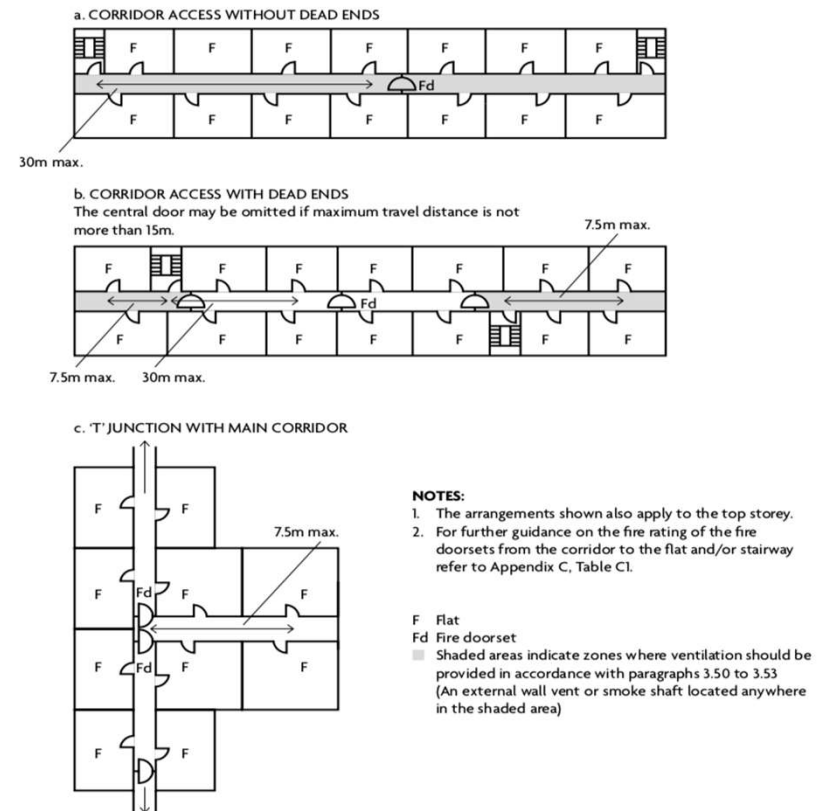 a. CORRIDOR ACCESS WITHOUT DEAD ENDS
F F F F F F F
Fd
F F F F F F F
30m max.
b. CORRIDOR ACCESS WITH DEAD ENDS
The central door may be omitted if maximum travel distance is not
more than 15m.
7.5m max.
F F F F F F F
Fd
F F F F F F F
7.5m max.
30m max.
c. ‘T’ JUNCTION WITH MAIN CORRIDOR
F F
7.5m max.
F Fd F F
F Fd F F
F F
NOTES:
1. The arrangements shown also apply to the top storey.
2. For further guidance on the fire rating of the fire
doorsets from the corridor to the flat and/or stairway
refer to Appendix C, Table C1.
F Flat
Fd Fire doorset
Shaded areas indicate zones where ventilation should be
provided in accordance with paragraphs 3.50 to 3.53
(An external wall vent or smoke shaft located anywhere
in the shaded area)